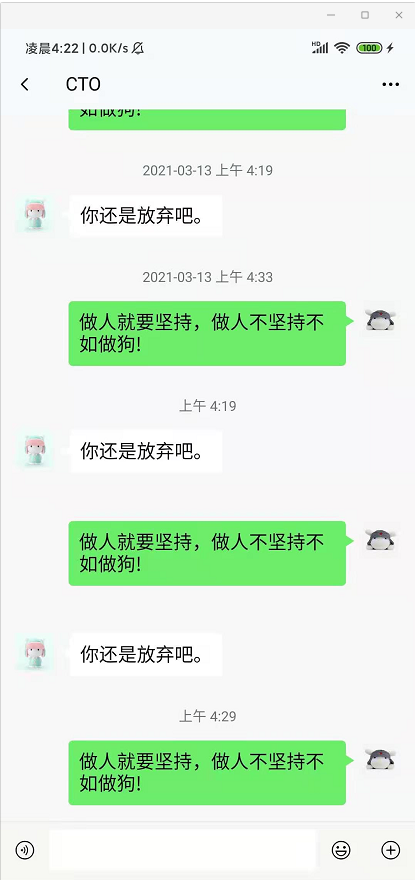 凌晨4:22 | 0.0K/s
HD
100
CTO
如做狗!
2021-03-13 上午 4:19
你还是放弃吧。
2021-03-13 上午 4:33
做人就要坚持，做人不坚持不
如做狗!
上午 4:19
你还是放弃吧。
做人就要坚持，做人不坚持不
如做狗!
你还是放弃吧。
上午 4:29
做人就要坚持，做人不坚持不
如做狗!